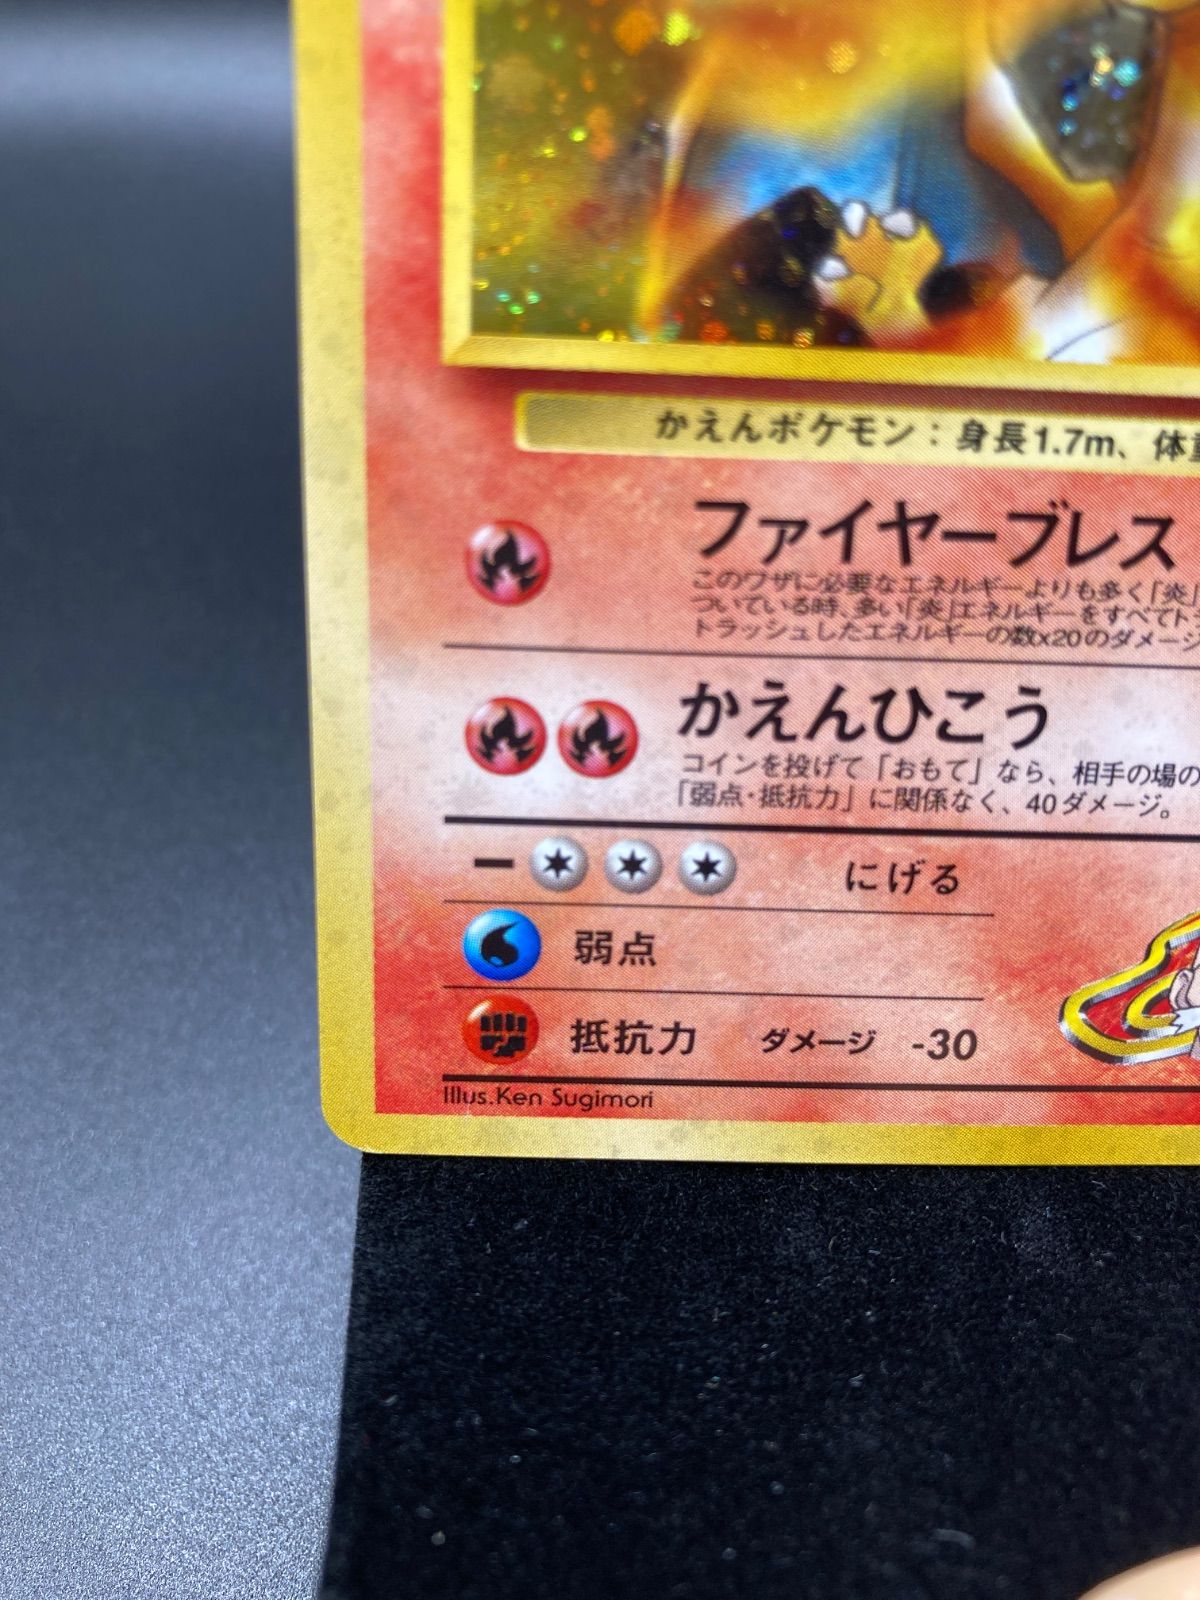 かえんポケモン：身長1.7m、体重
ファイヤーブレス
このワザに必要なエネルギーよりも多く「炎」
ついている時、多い「炎」エネルギーをすべてト
トラッシュしたエネルギーの数x20のダメージ
かえんひこう
コインを投げて「おもて」なら、相手の場の
「弱点・抵抗力」に関係なく、40ダメージ。
にげる
弱点
抵抗力 ダメージ -30
Illus.Ken Sugimori